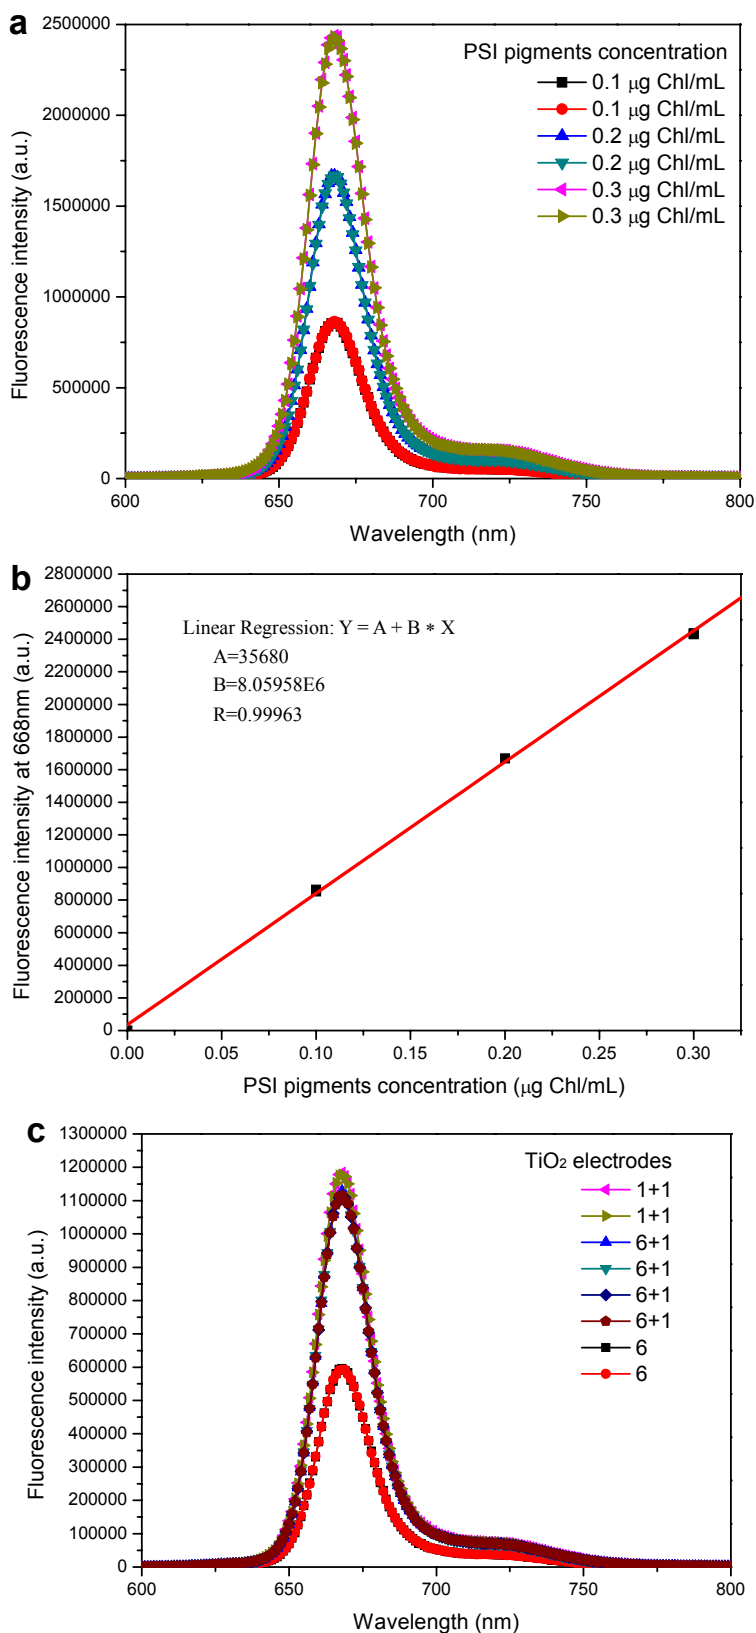 a
2500000
2000000
1500000
1000000
500000
0
Fluorescence intensity (a.u.)
PSI pigments concentration
0.1 μg Chl/mL
0.1 μg Chl/mL
0.2 μg Chl/mL
0.2 μg Chl/mL
0.3 μg Chl/mL
0.3 μg Chl/mL
600 650 700 750 800
Wavelength (nm)
b
2800000
2600000
2400000
2200000
2000000
1800000
1600000
1400000
1200000
1000000
800000
600000
400000
200000
0
Fluorescence intensity at 668nm (a.u.)
Linear Regression: Y = A + B * X
A=35680
B=8.05958E6
R=0.99963
0.00 0.05 0.10 0.15 0.20 0.25 0.30
PSI pigments concentration (μg Chl/mL)
c
1300000
1200000
1100000
1000000
900000
800000
700000
600000
500000
400000
300000
200000
100000
0
Fluorescence intensity (a.u.)
TiO₂ electrodes
1+1
1+1
6+1
6+1
6+1
6+1
6
6
600 650 700 750 800
Wavelength (nm)